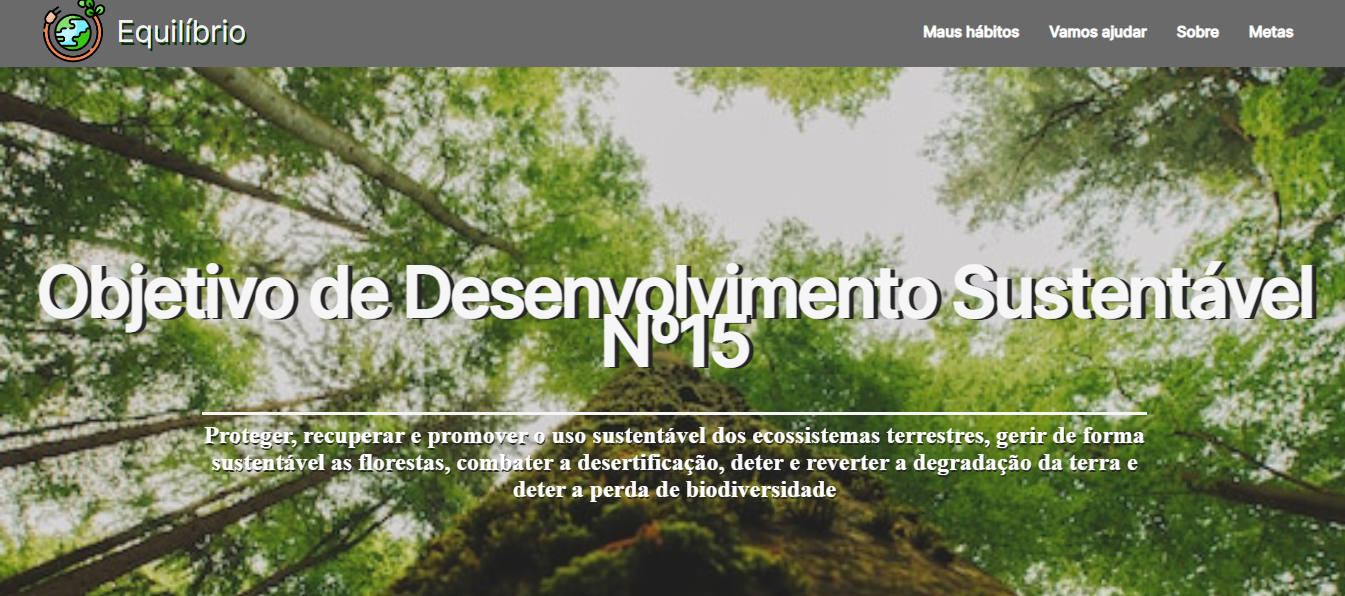 Equilíbrio
Maus hábitos Vamos ajudar Sobre Metas
Objetivo de Desenvolvimento Sustentável
Nº15
Proteger, recuperar e promover o uso sustentável dos ecossistemas terrestres, gerir de forma
sustentável as florestas, combater a desertificação, deter e reverter a degradação da terra e
deter a perda de biodiversidade